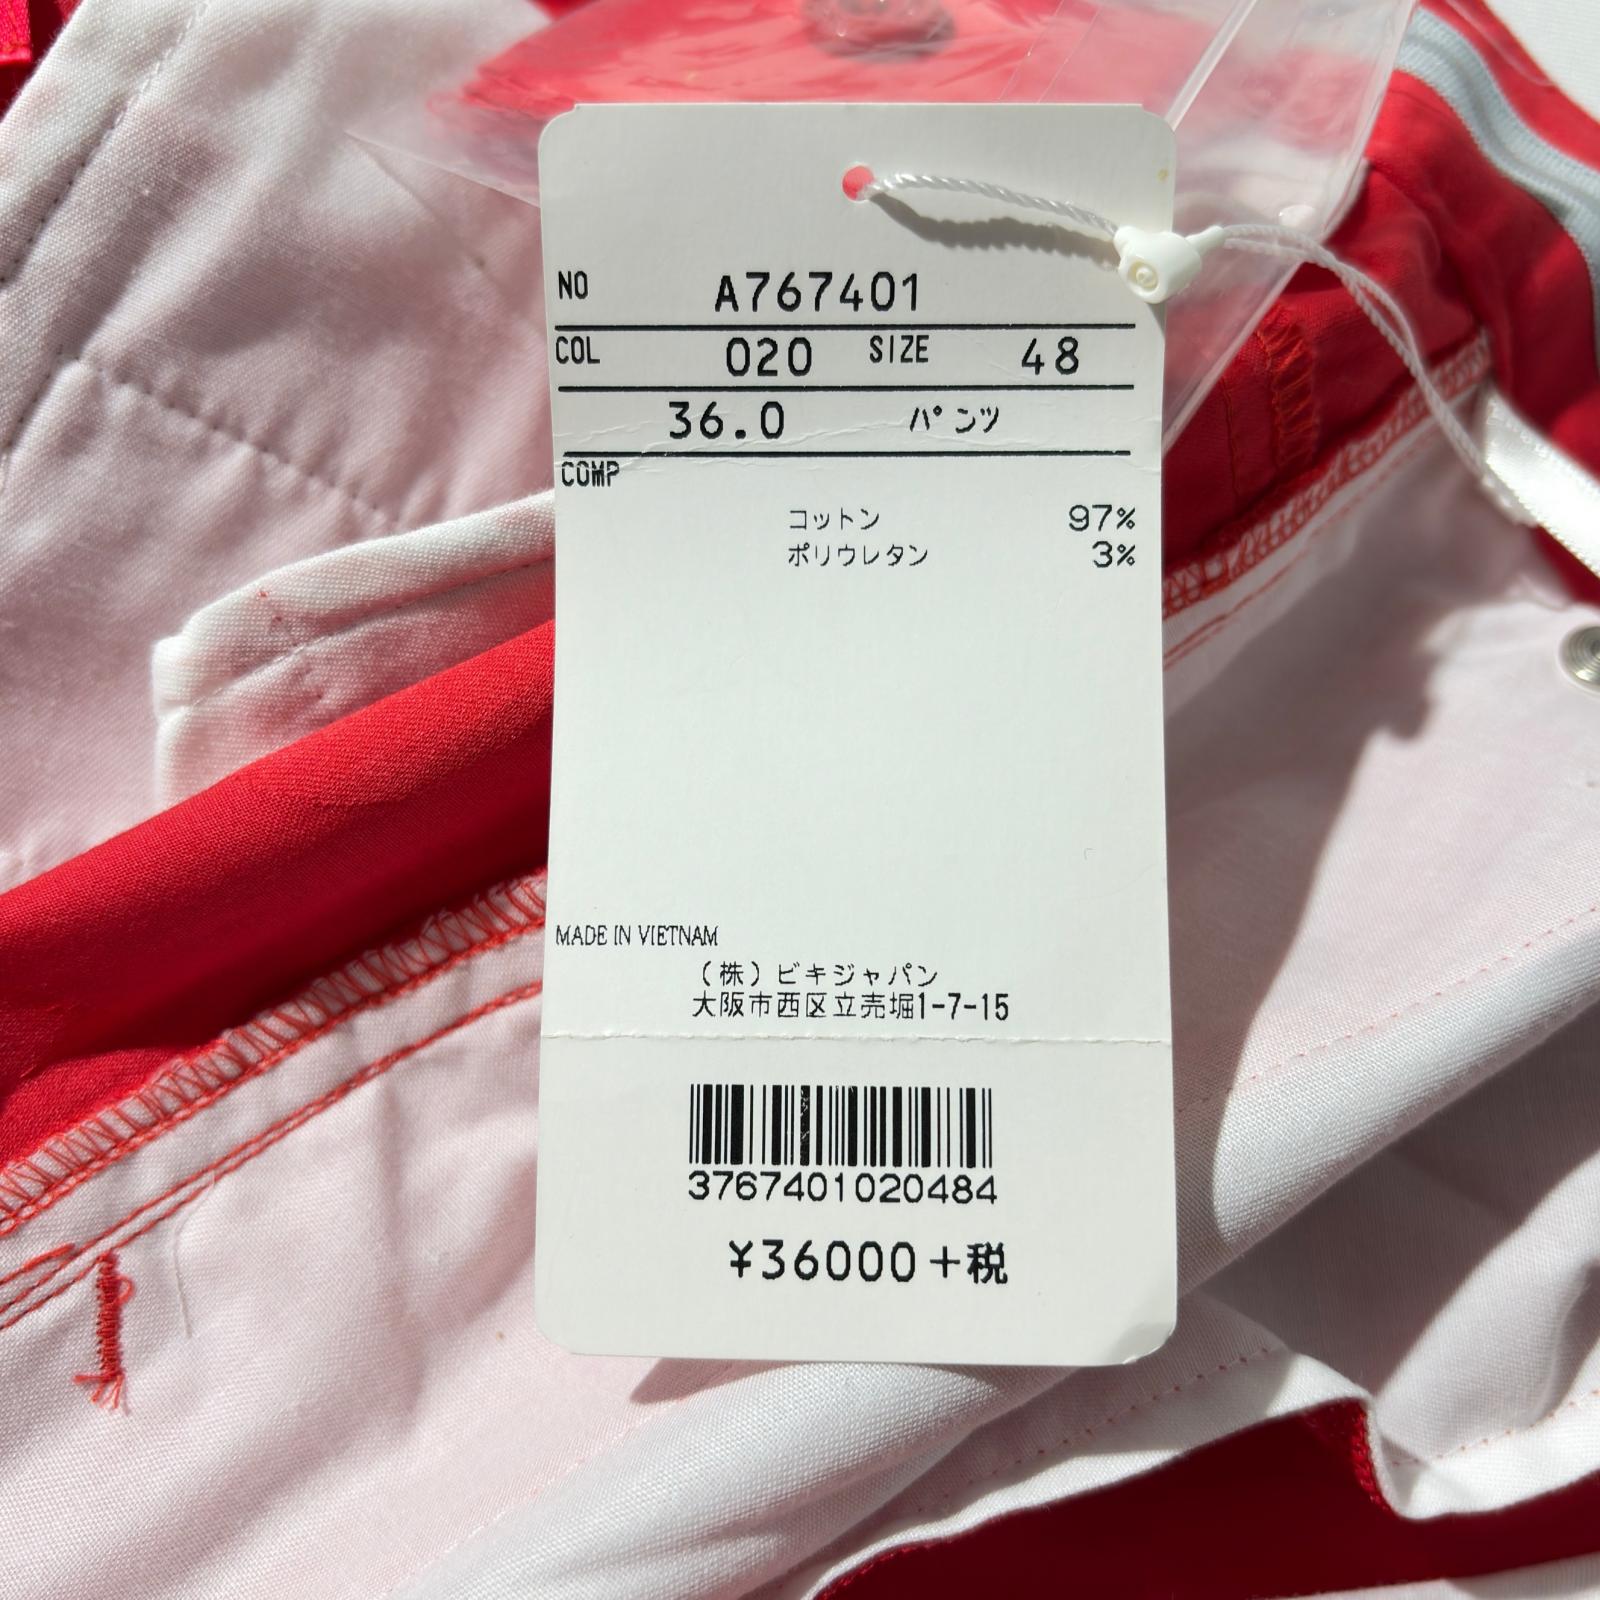 NO A767401
COL 020 SIZE 48
36.0 パンツ
COMP
コットン 97%
ポリウレタン 3%
MADE IN VIETNAM
(株)ビキジャパン
大阪市西区立売堀1-7-15
3767401020484
¥36000+税